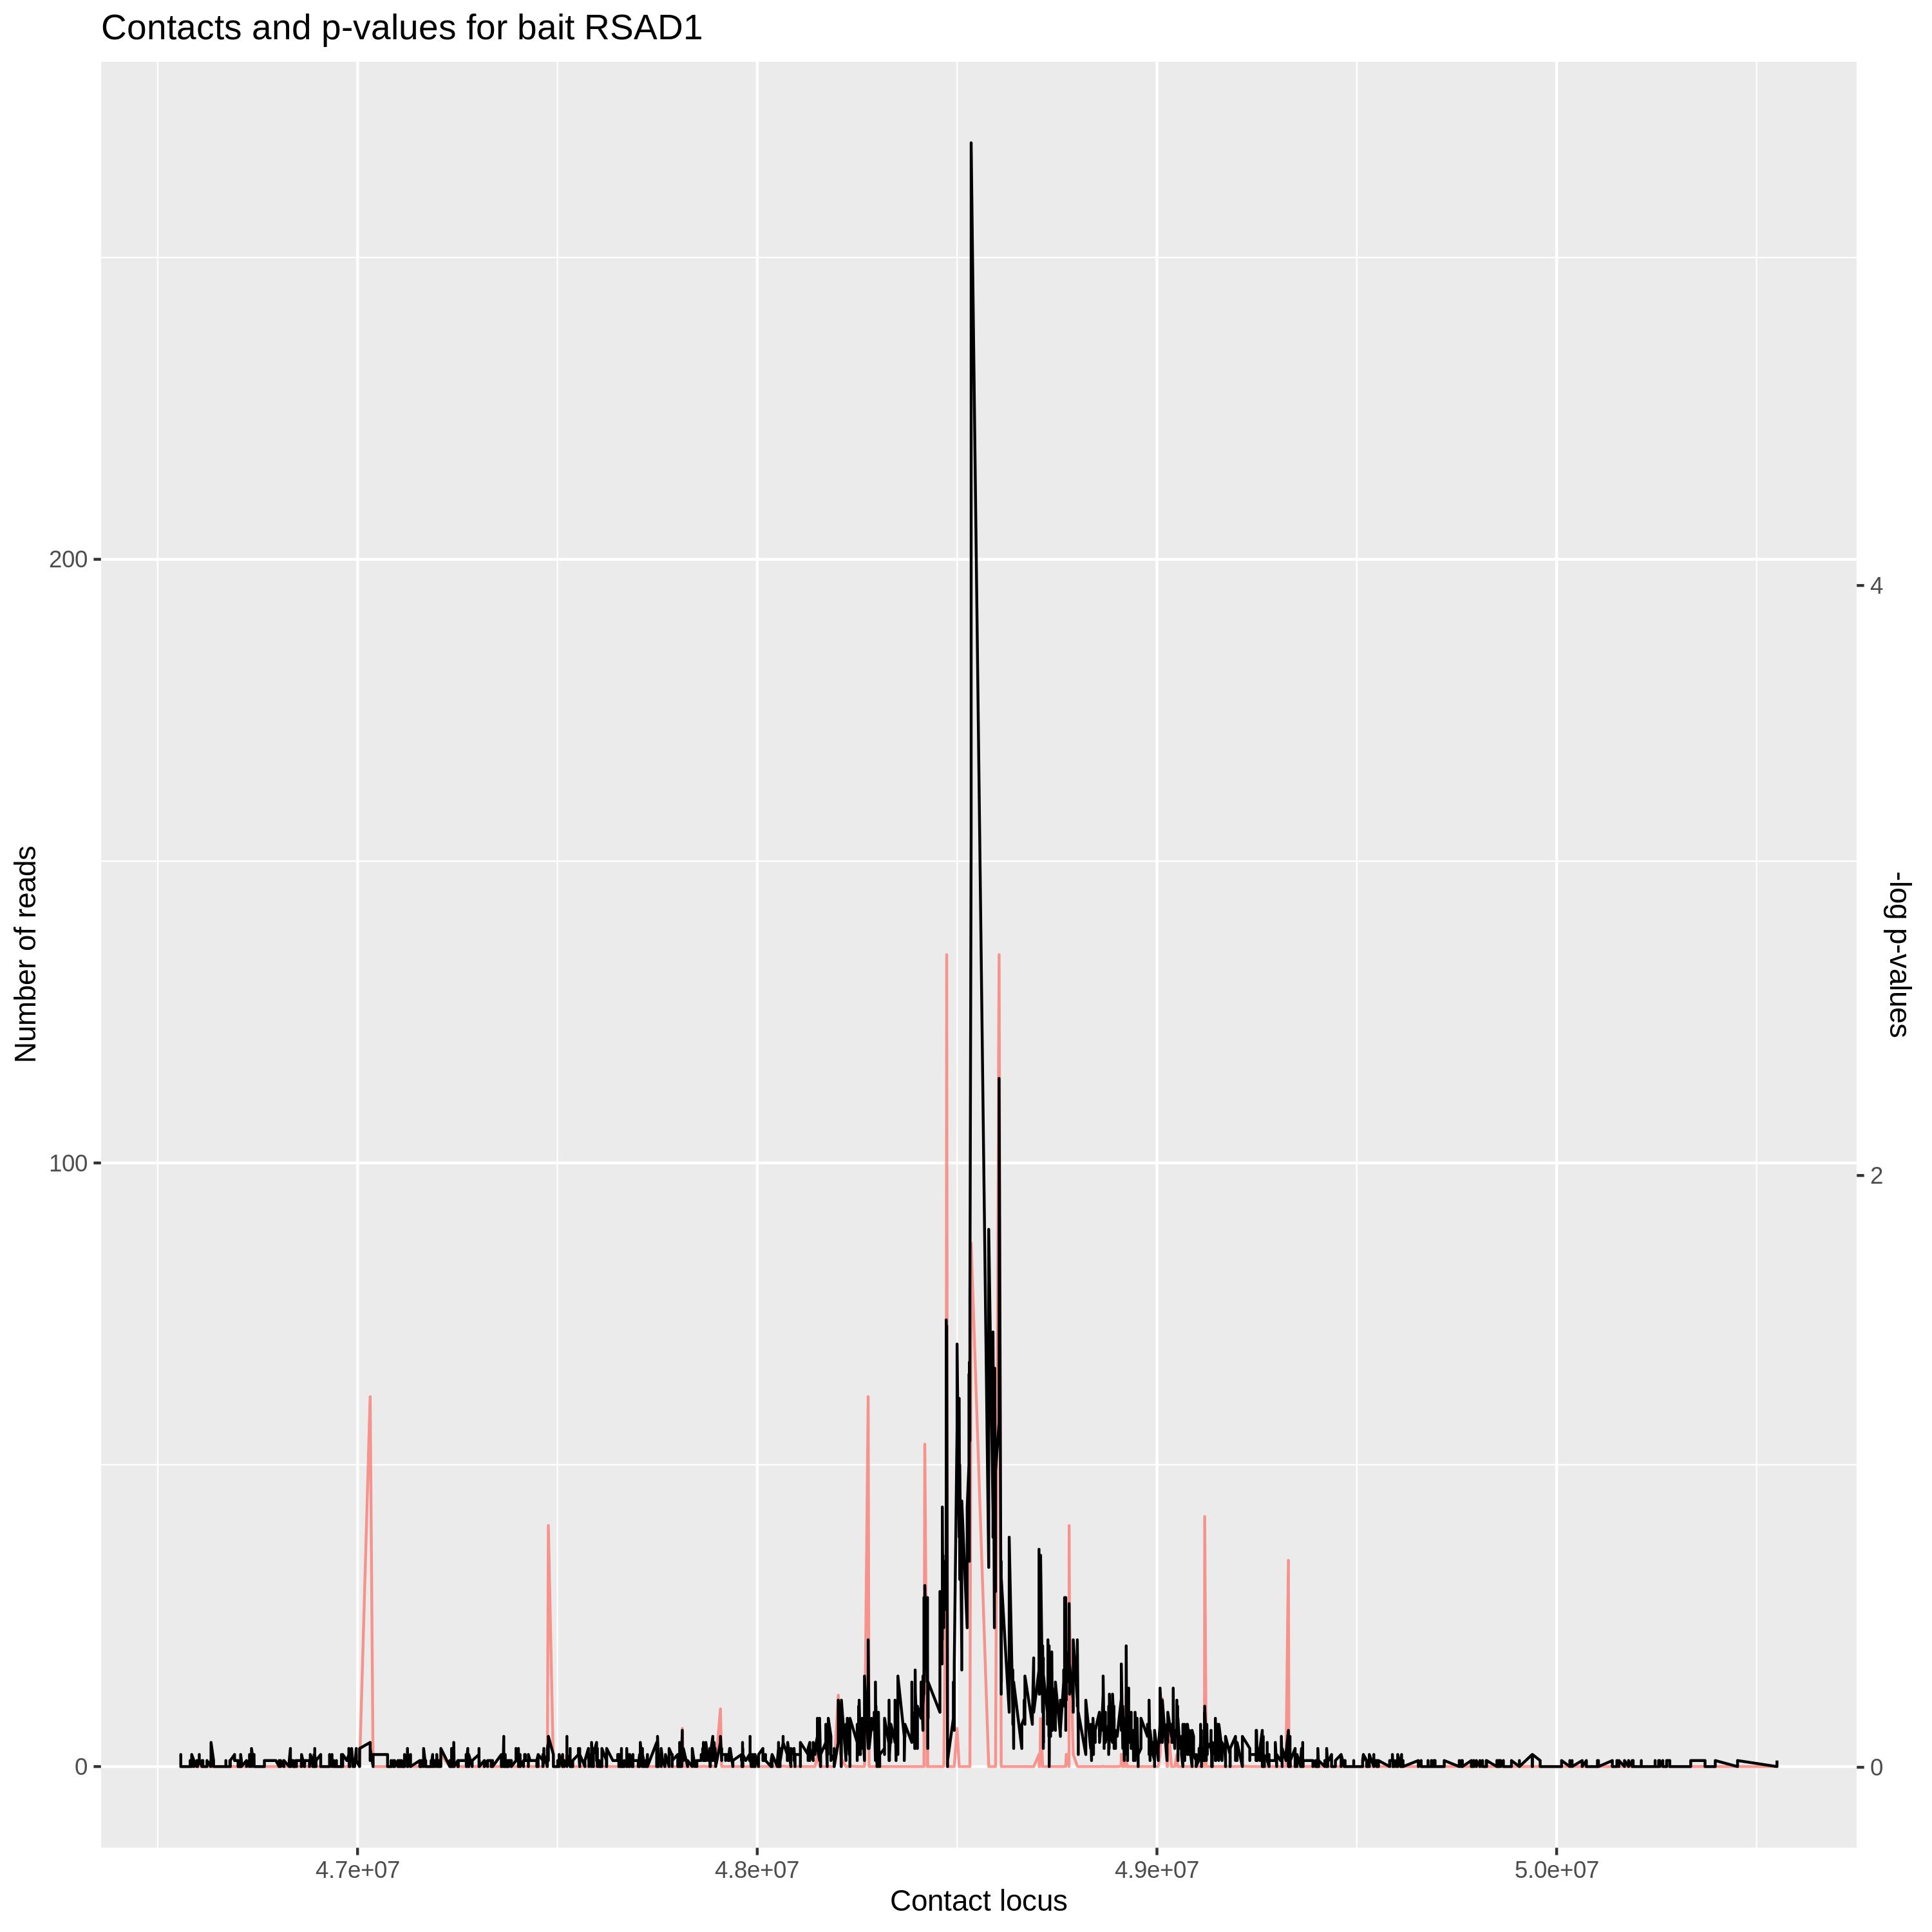 Contacts and p-values for bait RSAD1
Number of reads
200
100
0
4
2
0
-log p-values
4.7e+07 4.8e+07 4.9e+07 5.0e+07
Contact locus